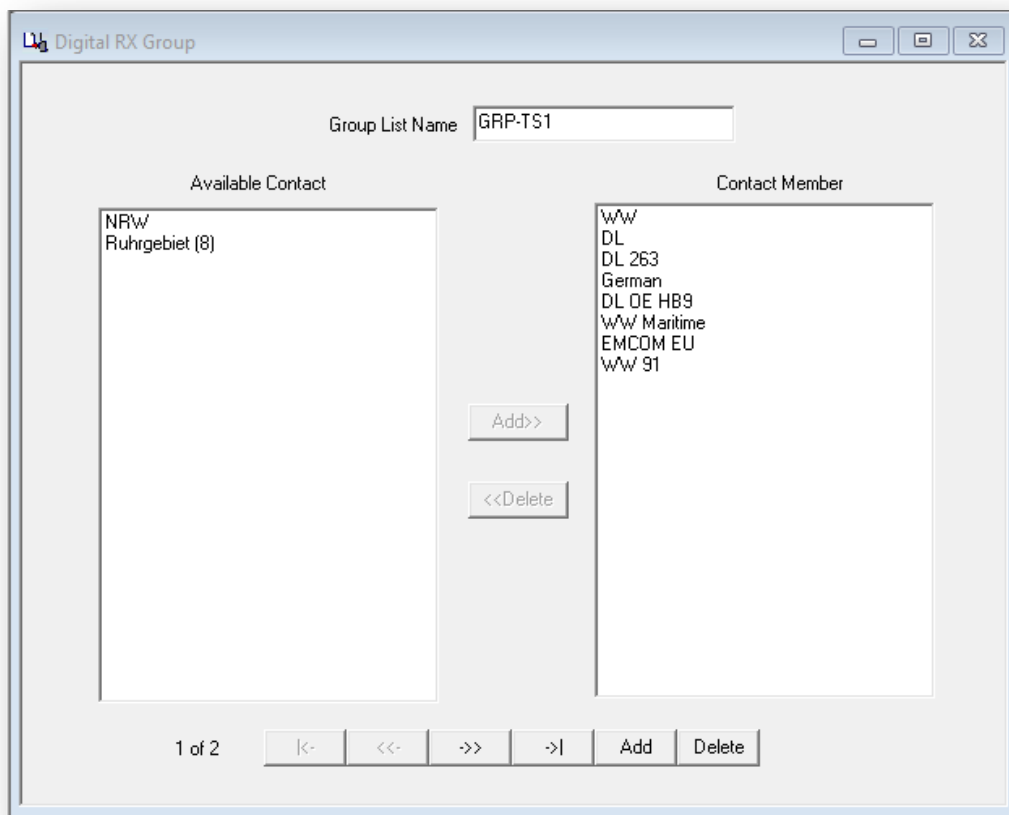 Digital RX Group
Group List Name GRP-TS1
Available Contact
NRW
Ruhrgebiet (8)
Contact Member
WW
DL
DL 263
German
DL OE HB9
WW Maritime
EMCOM EU
WW 91
Add>>
<<Delete
1 of 2 |<- <<- ->> ->| Add Delete